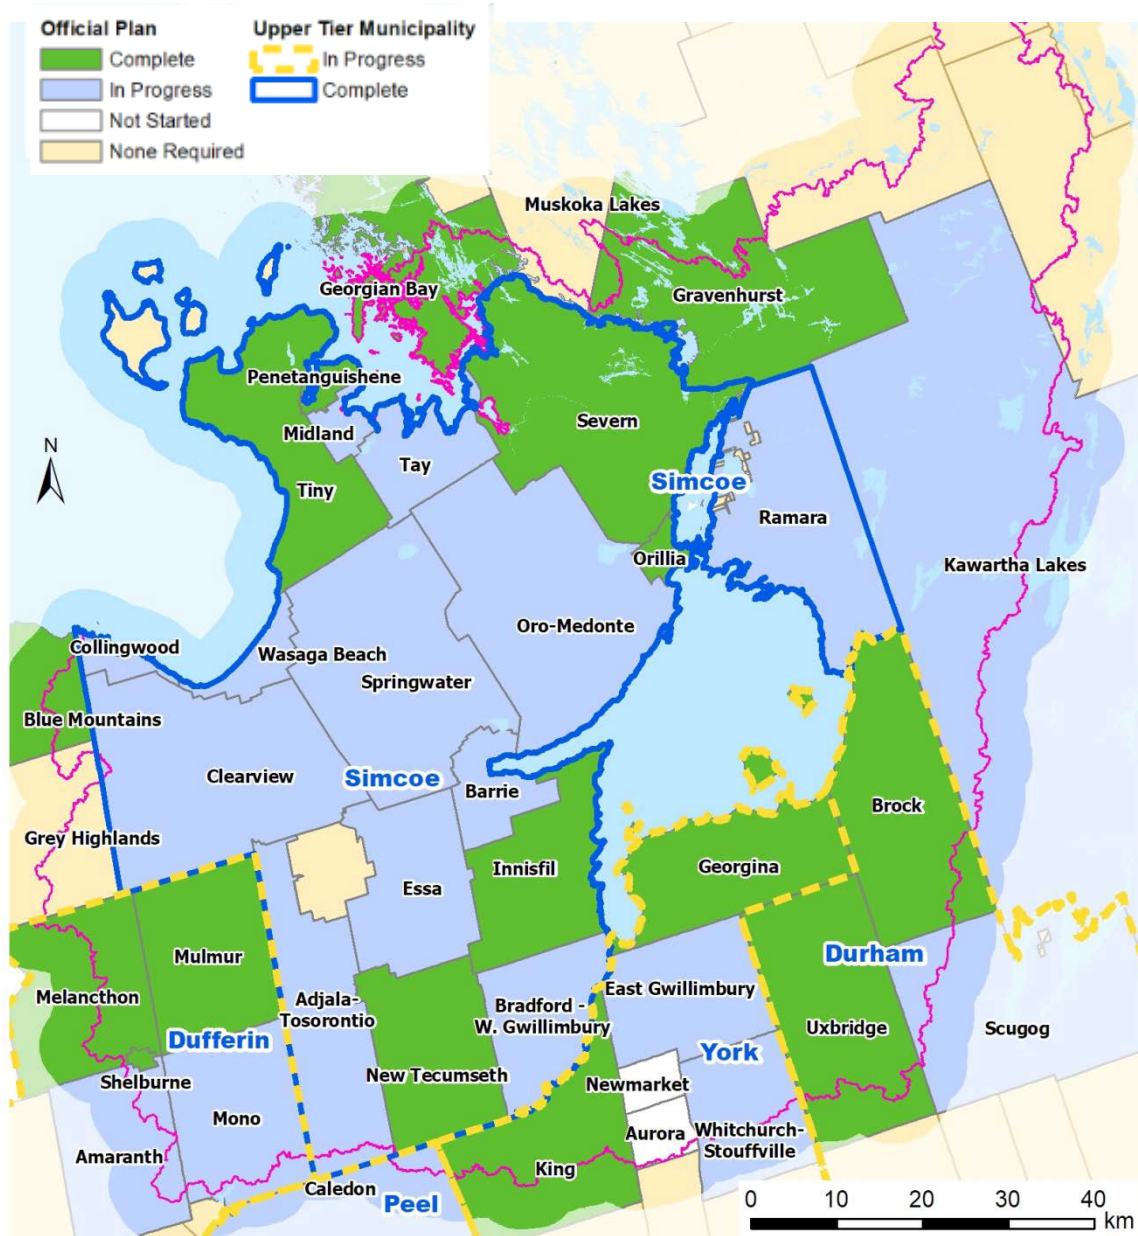 Official Plan
Complete
In Progress
Not Started
None Required
Upper Tier Municipality
In Progress
Complete
Muskoka Lakes
Georgian Bay
Gravenhurst
Penetanguishene
Severn
Midland
Tay
Simcoe
Tiny
Ramara
N
Orillia
Kawartha Lakes
Oro-Medonte
Collingwood
Wasaga Beach
Springwater
Blue Mountains
Clearview
Simcoe
Barrie
Brock
Grey Highlands
Georgina
Innisfil
Essa
Mulmur
Durham
Melancthon
Adjala-
Tosorontio
Bradford -
W. Gwillimbury
East Gwillimbury
Uxbridge
Scugog
Dufferin
York
New Tecumseth
Shelburne
Newmarket
Mono
Aurora
Whitchurch-
Stouffville
Amaranth
King
Caledon
Peel
0 10 20 30 40
km